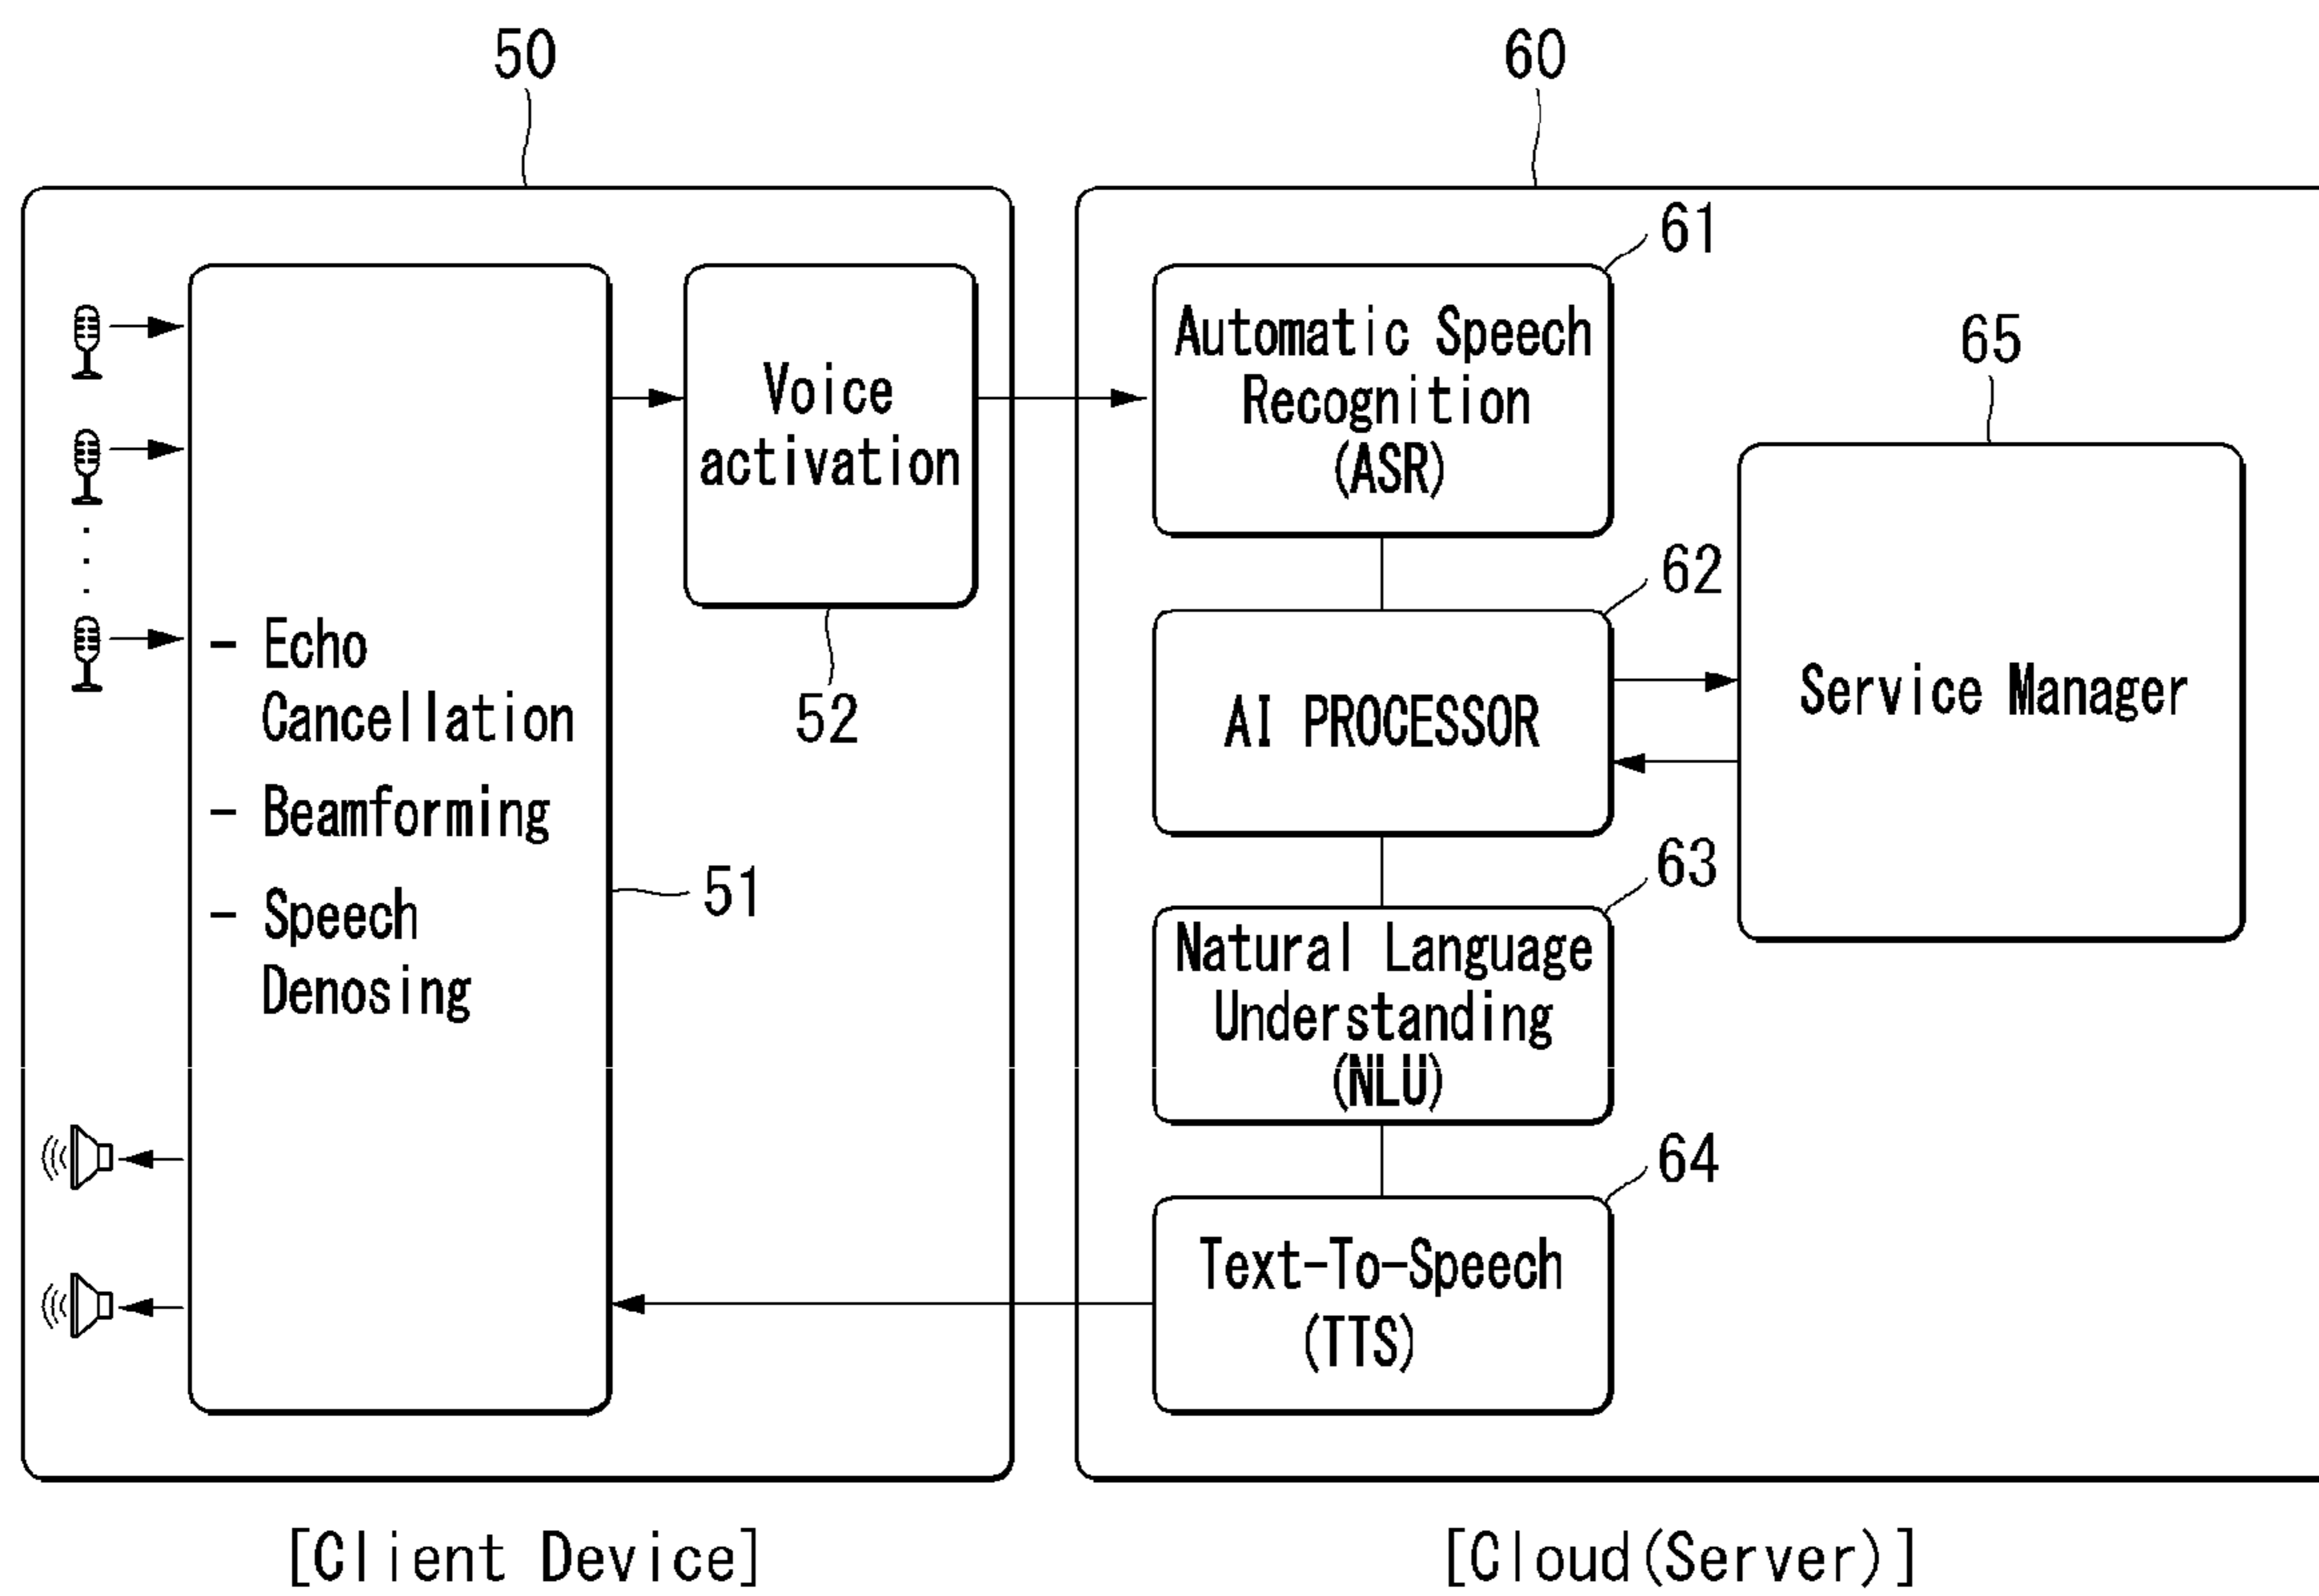 50
60
61
Automatic Speech
Recognition
(ASR)
65
Voice
activation
62
- Echo
Cancellation
52
AI PROCESSOR
Service Manager
- Beamforming
63
51
- Speech
Denosing
Natural Language
Understanding
(NLU)
64
Text-To-Speech
(TTS)
[Client Device]
[Cloud(Server)]